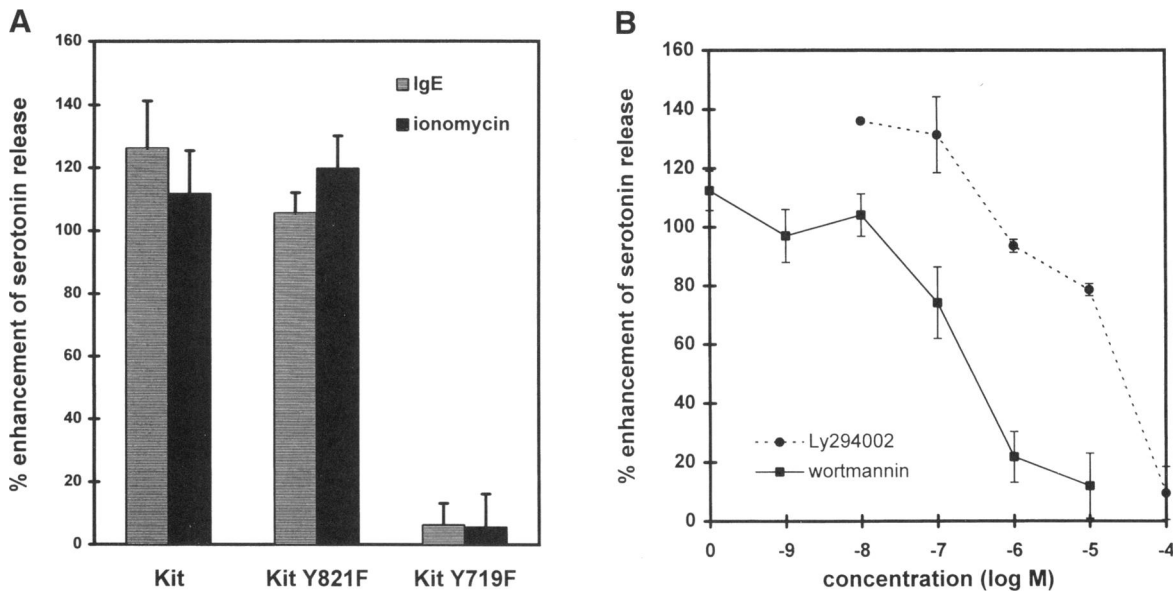 A
% enhancement of serotonin release
160
140
120
100
80
60
40
20
0
IgE
ionomycin
Kit Kit Y821F Kit Y719F
B
% enhancement of serotonin release
160
140
120
100
80
60
40
20
0
Ly294002
wortmannin
0 -9 -8 -7 -6 -5 -4
concentration (log M)